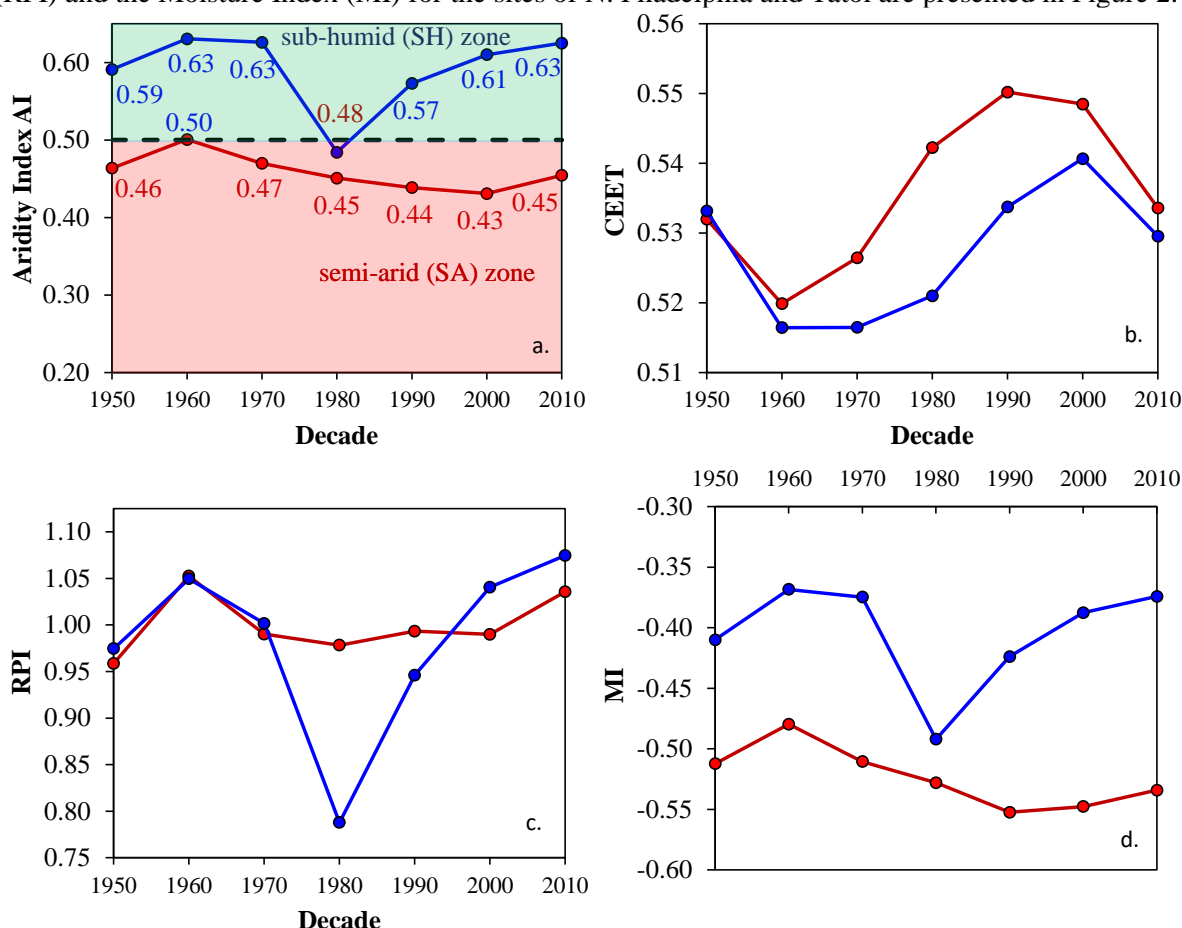 (RPI) and the Moisture Index (MI) for the sites of N. Philadelphia and Tatoi are presented in Figure 2.
Aridity Index AI
0.60
0.50
0.40
0.30
0.20
sub-humid (SH) zone
0.59
0.63
0.63
0.48
0.57
0.61
0.63
0.50
0.46
0.47
0.45
0.44
0.43
0.45
semi-arid (SA) zone
a.
1950 1960 1970 1980 1990 2000 2010
Decade
CEET
0.56
0.55
0.54
0.53
0.52
0.51
b.
1950 1960 1970 1980 1990 2000 2010
Decade
RPI
1.10
1.05
1.00
0.95
0.90
0.85
0.80
0.75
c.
1950 1960 1970 1980 1990 2000 2010
Decade
1950 1960 1970 1980 1990 2000 2010
MI
-0.30
-0.35
-0.40
-0.45
-0.50
-0.55
-0.60
d.